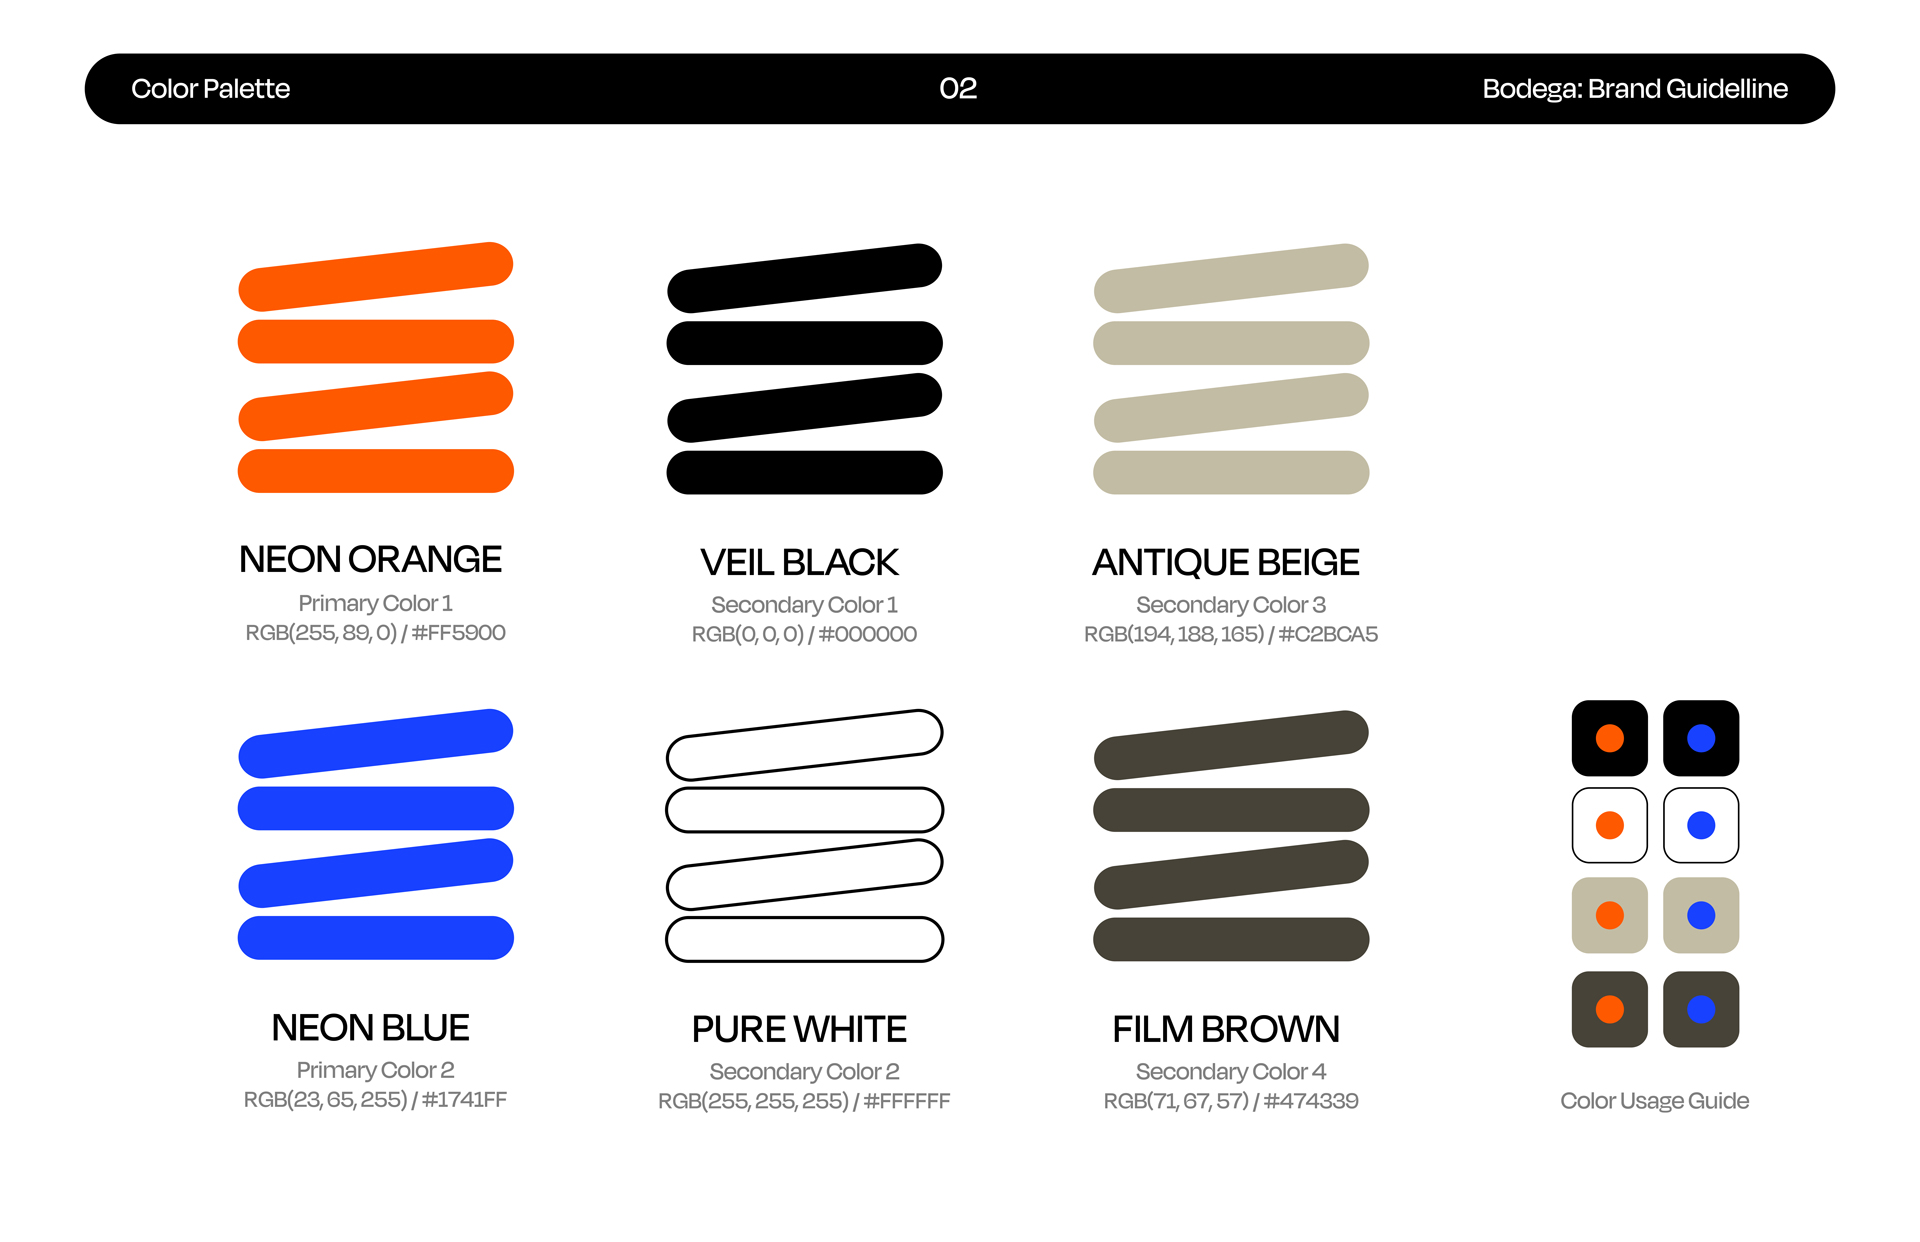 Color Palette
02
Bodega: Brand Guidelline
NEON ORANGE
Primary Color 1
RGB(255, 89, 0) / #FF5900
VEIL BLACK
Secondary Color 1
RGB(0, 0, 0) / #000000
ANTIQUE BEIGE
Secondary Color 3
RGB(194, 188, 165) / #C2BCA5
NEON BLUE
Primary Color 2
RGB(23, 65, 255) / #1741FF
PURE WHITE
Secondary Color 2
RGB(255, 255, 255) / #FFFFFF
FILM BROWN
Secondary Color 4
RGB(71, 67, 57) / #474339
Color Usage Guide